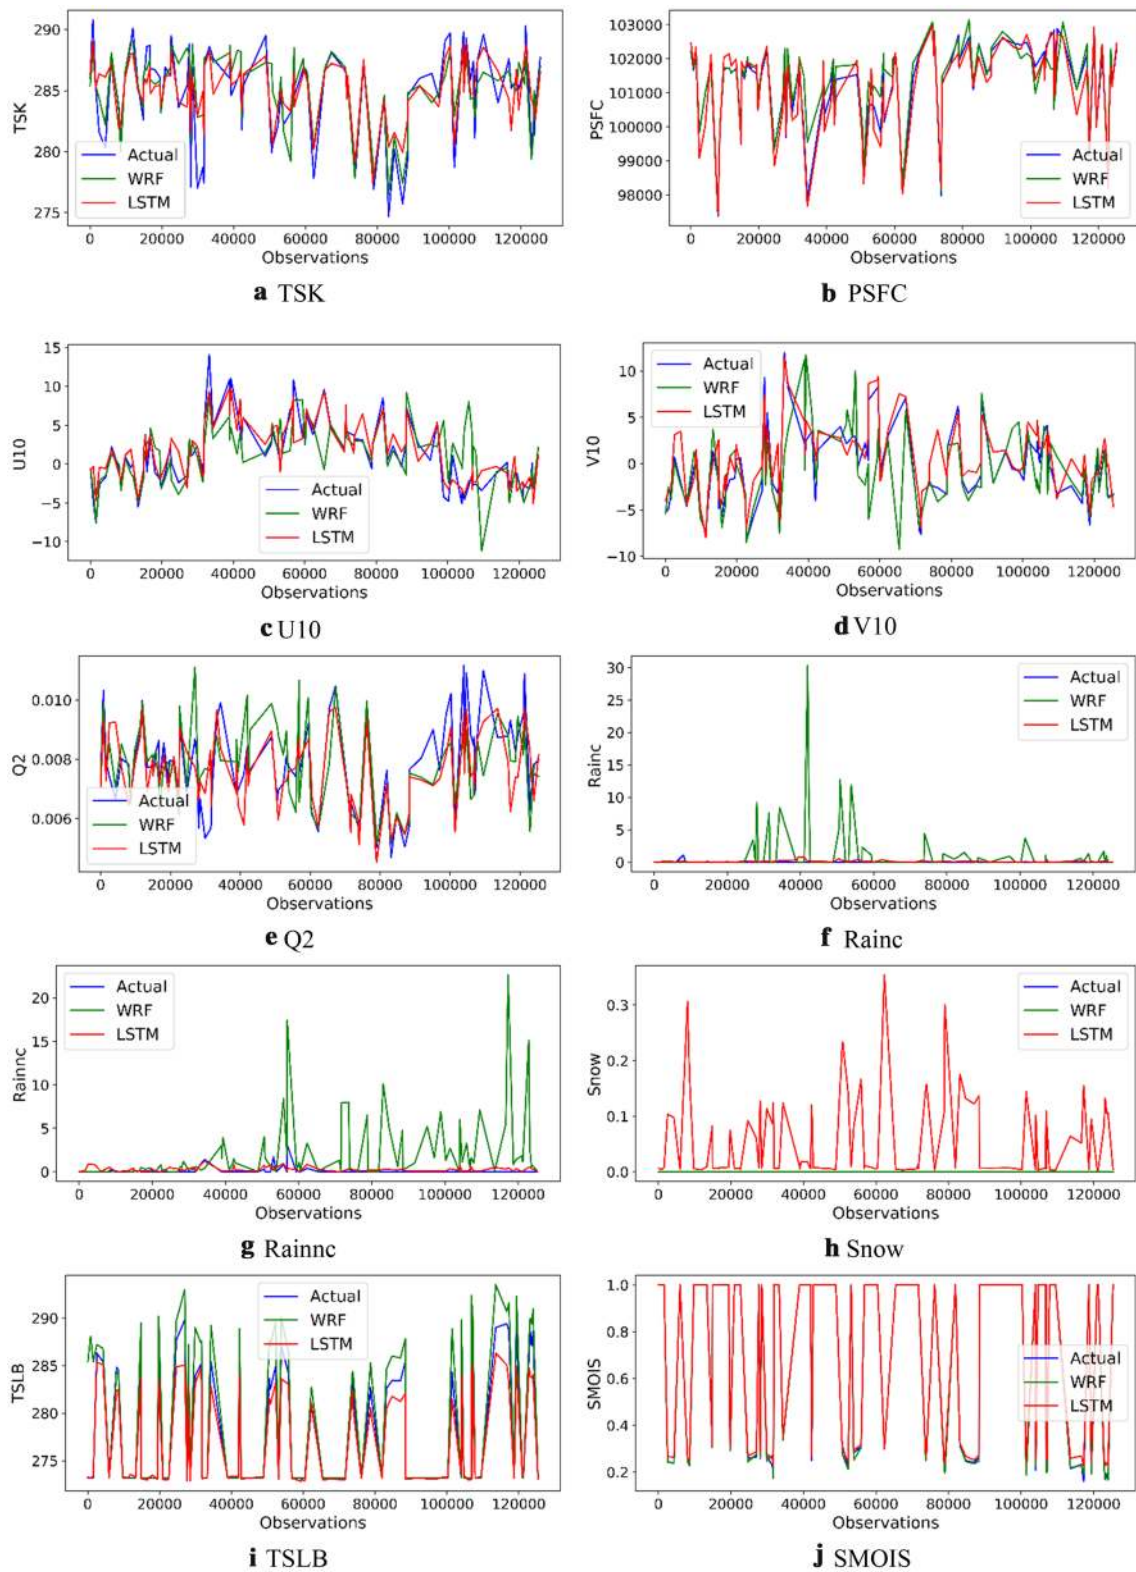 290
285
280
275
TSK
Actual
WRF
LSTM
0 20000 40000 60000 80000 100000 120000
Observations
a TSK
103000
102000
101000
100000
99000
98000
PSFC
Actual
WRF
LSTM
0 20000 40000 60000 80000 100000 120000
Observations
b PSFC
15
10
5
0
−5
−10
U10
Actual
WRF
LSTM
0 20000 40000 60000 80000 100000 120000
Observations
c U10
10
5
0
−5
−10
V10
Actual
WRF
LSTM
0 20000 40000 60000 80000 100000 120000
Observations
d V10
0.010
0.008
0.006
Q2
Actual
WRF
LSTM
0 20000 40000 60000 80000 100000 120000
Observations
e Q2
30
25
20
15
10
5
0
Rainc
Actual
WRF
LSTM
0 20000 40000 60000 80000 100000 120000
Observations
f Rainc
20
15
10
5
0
Rainnc
Actual
WRF
LSTM
0 20000 40000 60000 80000 100000 120000
Observations
g Rainnc
0.3
0.2
0.1
0.0
Snow
Actual
WRF
LSTM
0 20000 40000 60000 80000 100000 120000
Observations
h Snow
290
285
280
275
TSLB
Actual
WRF
LSTM
0 20000 40000 60000 80000 100000 120000
Observations
i TSLB
1.0
0.8
0.6
0.4
0.2
SMOIS
Actual
WRF
LSTM
0 20000 40000 60000 80000 100000 120000
Observations
j SMOIS